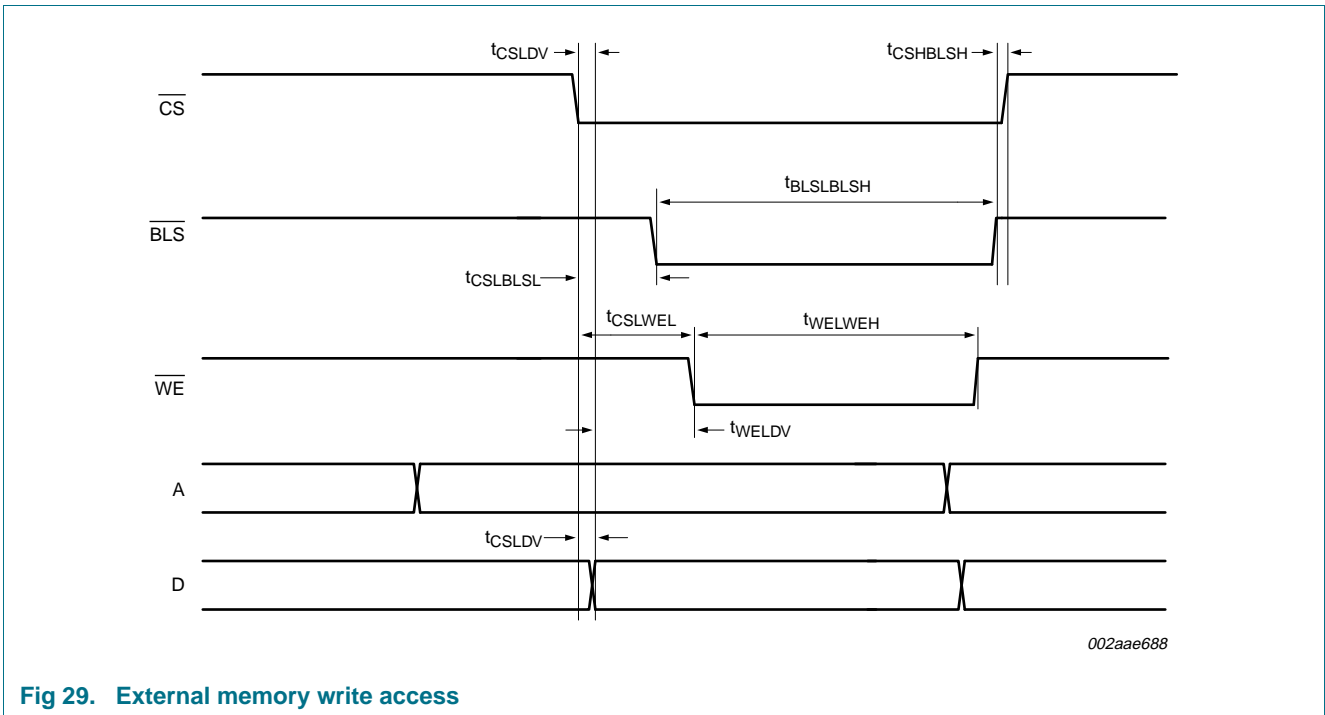 tCSLDV
tCSHBLSH
CS
tBLSLBLSH
BLS
tCSLBLSL
tCSLWEL
tWELWEH
WE
tWELDV
A
tCSLDV
D
002aae688
Fig 29. External memory write access